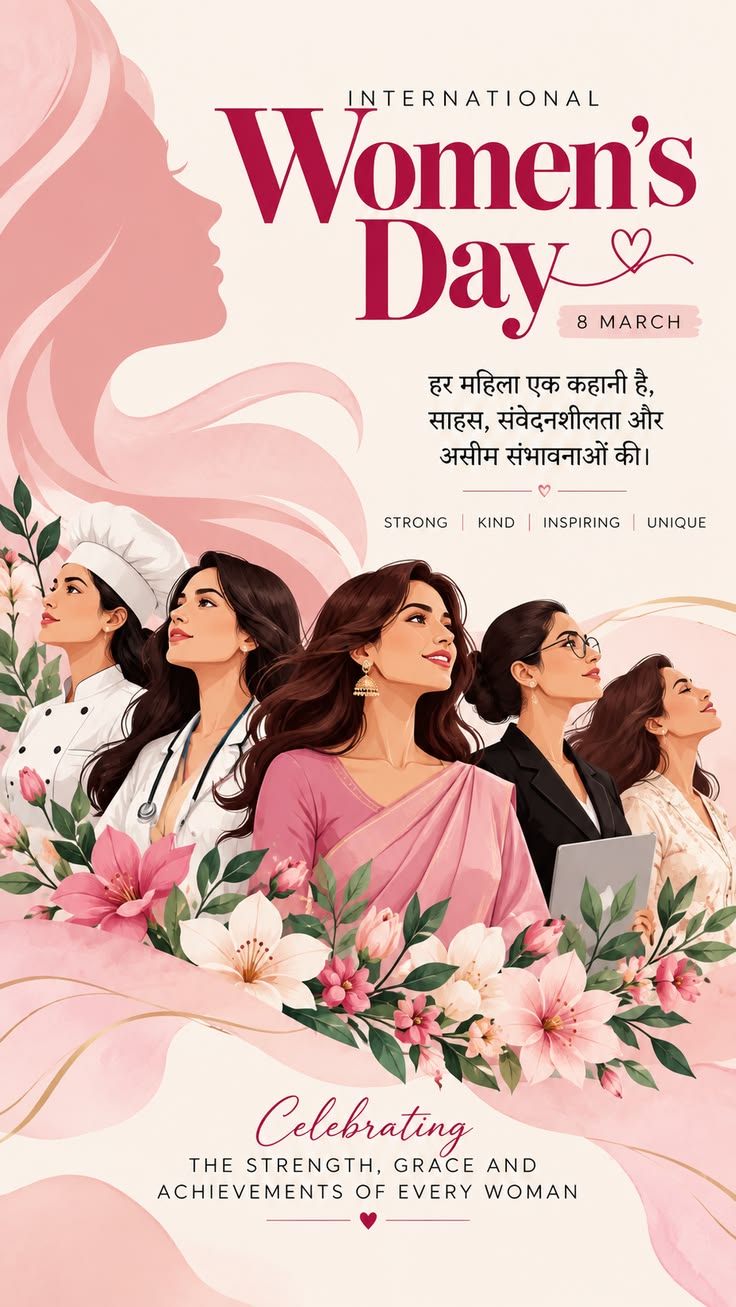 INTERNATIONAL
Women's
Day
8 MARCH
हर महिला एक कहानी है,
साहस, संवेदनशीलता और
असीम संभावनाओं की।
STRONG | KIND | INSPIRING | UNIQUE
Celebrating
THE STRENGTH, GRACE AND
ACHIEVEMENTS OF EVERY WOMAN